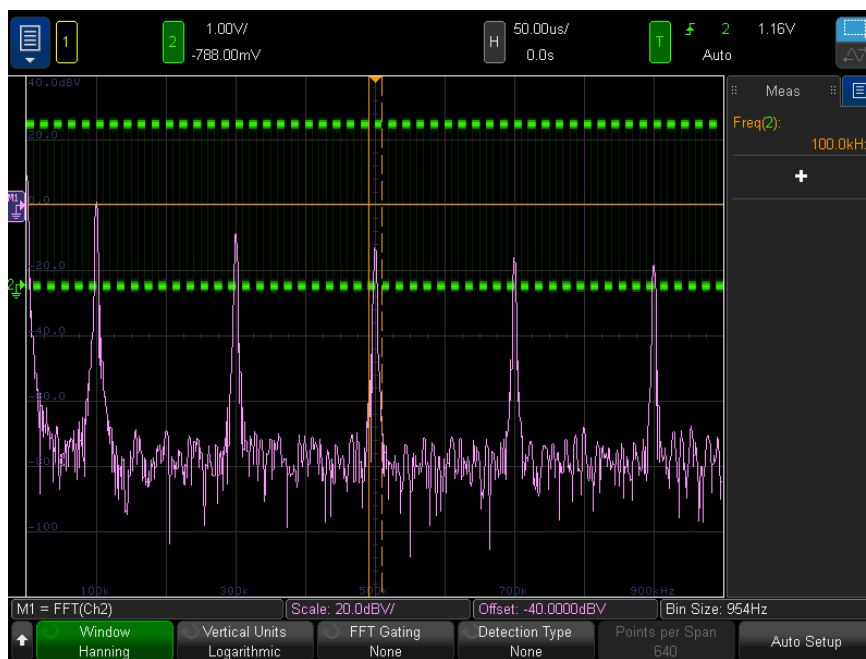 1
2
1.00V/
-788.00mV
H
50.00us/
0.0s
T
2
1.16V
Auto
40.0dBV
20.0
0.0
-20.0
-40.0
-80.0
-100
M1
2
100k
300k
500k
700k
900kHz
Meas
Freq(2):
100.0kHz
M1 = FFT(Ch2)
Scale: 20.0dBV/
Offset: -40.0000dBV
Bin Size: 954Hz
Window
Hanning
Vertical Units
Logarithmic
FFT Gating
None
Detection Type
None
Points per Span
640
Auto Setup